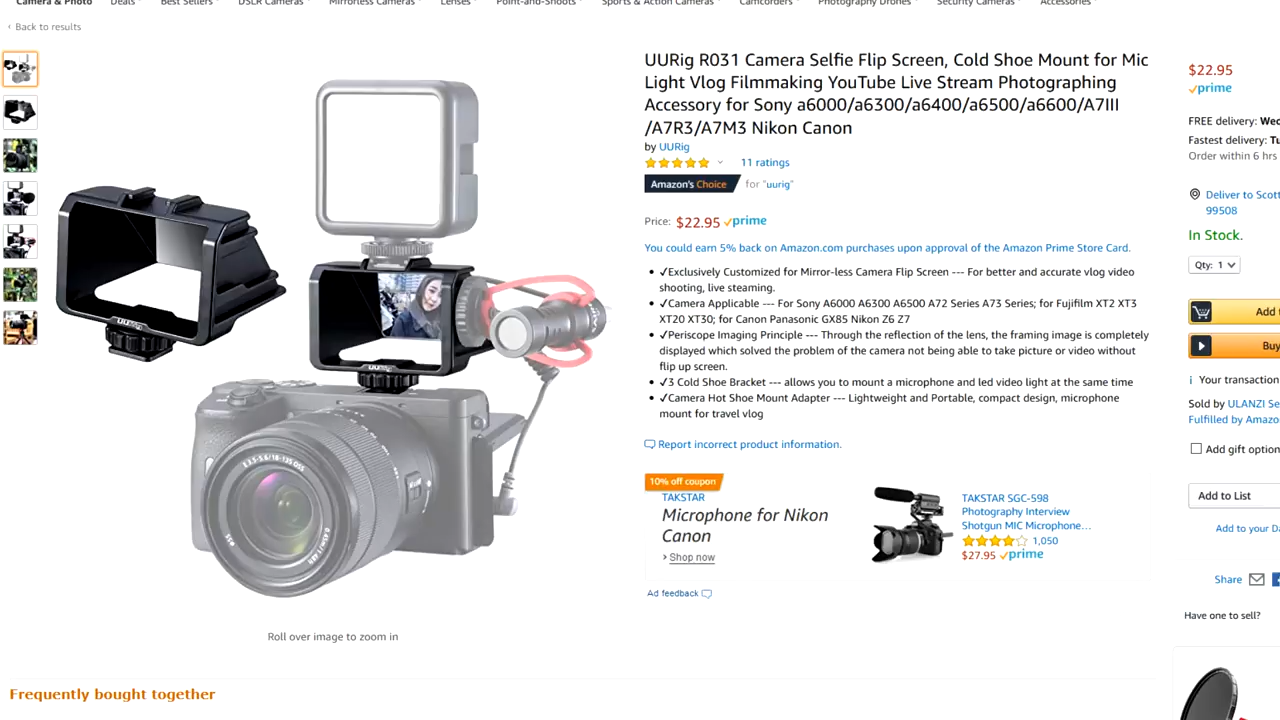 Camera & Photo Deals Best Sellers DSLR Cameras Mirrorless Cameras Lenses Point-and-Shoots Sports & Action Cameras Camcorders Photography Drones Security Cameras Accessories
‹ Back to results
UURig R031 Camera Selfie Flip Screen, Cold Shoe Mount for Mic
Light Vlog Filmmaking YouTube Live Stream Photographing
Accessory for Sony a6000/a6300/a6400/a6500/a6600/A7III
/A7R3/A7M3 Nikon Canon
by UURig
11 ratings
Amazon's Choice for "uurig"
Price: $22.95 prime
You could earn 5% back on Amazon.com purchases upon approval of the Amazon Prime Store Card.
• ✓Exclusively Customized for Mirror-less Camera Flip Screen --- For better and accurate vlog video
shooting, live steaming.
• ✓Camera Applicable --- For Sony A6000 A6300 A6500 A72 Series A73 Series; for Fujifilm XT2 XT3
XT20 XT30; for Canon Panasonic GX85 Nikon Z6 Z7
• ✓Periscope Imaging Principle --- Through the reflection of the lens, the framing image is completely
displayed which solved the problem of the camera not being able to take picture or video without
flip up screen.
• ✓3 Cold Shoe Bracket --- allows you to mount a microphone and led video light at the same time
• ✓Camera Hot Shoe Mount Adapter --- Lightweight and Portable, compact design, microphone
mount for travel vlog
Report incorrect product information.
10% off coupon
TAKSTAR
Microphone for Nikon
Canon
› Shop now
TAKSTAR SGC-598
Photography Interview
Shotgun MIC Microphone…
1,050
$27.95 prime
Ad feedback
$22.95
prime
FREE delivery: Wed
Fastest delivery: Tu
Order within 6 hrs
Deliver to Scott
99508
In Stock.
Qty: 1
Add t
Buy
Your transaction
Sold by ULANZI Se
Fulfilled by Amazo
Add gift option
Add to List
Add to your Da
Share
Have one to sell?
Roll over image to zoom in
Frequently bought together